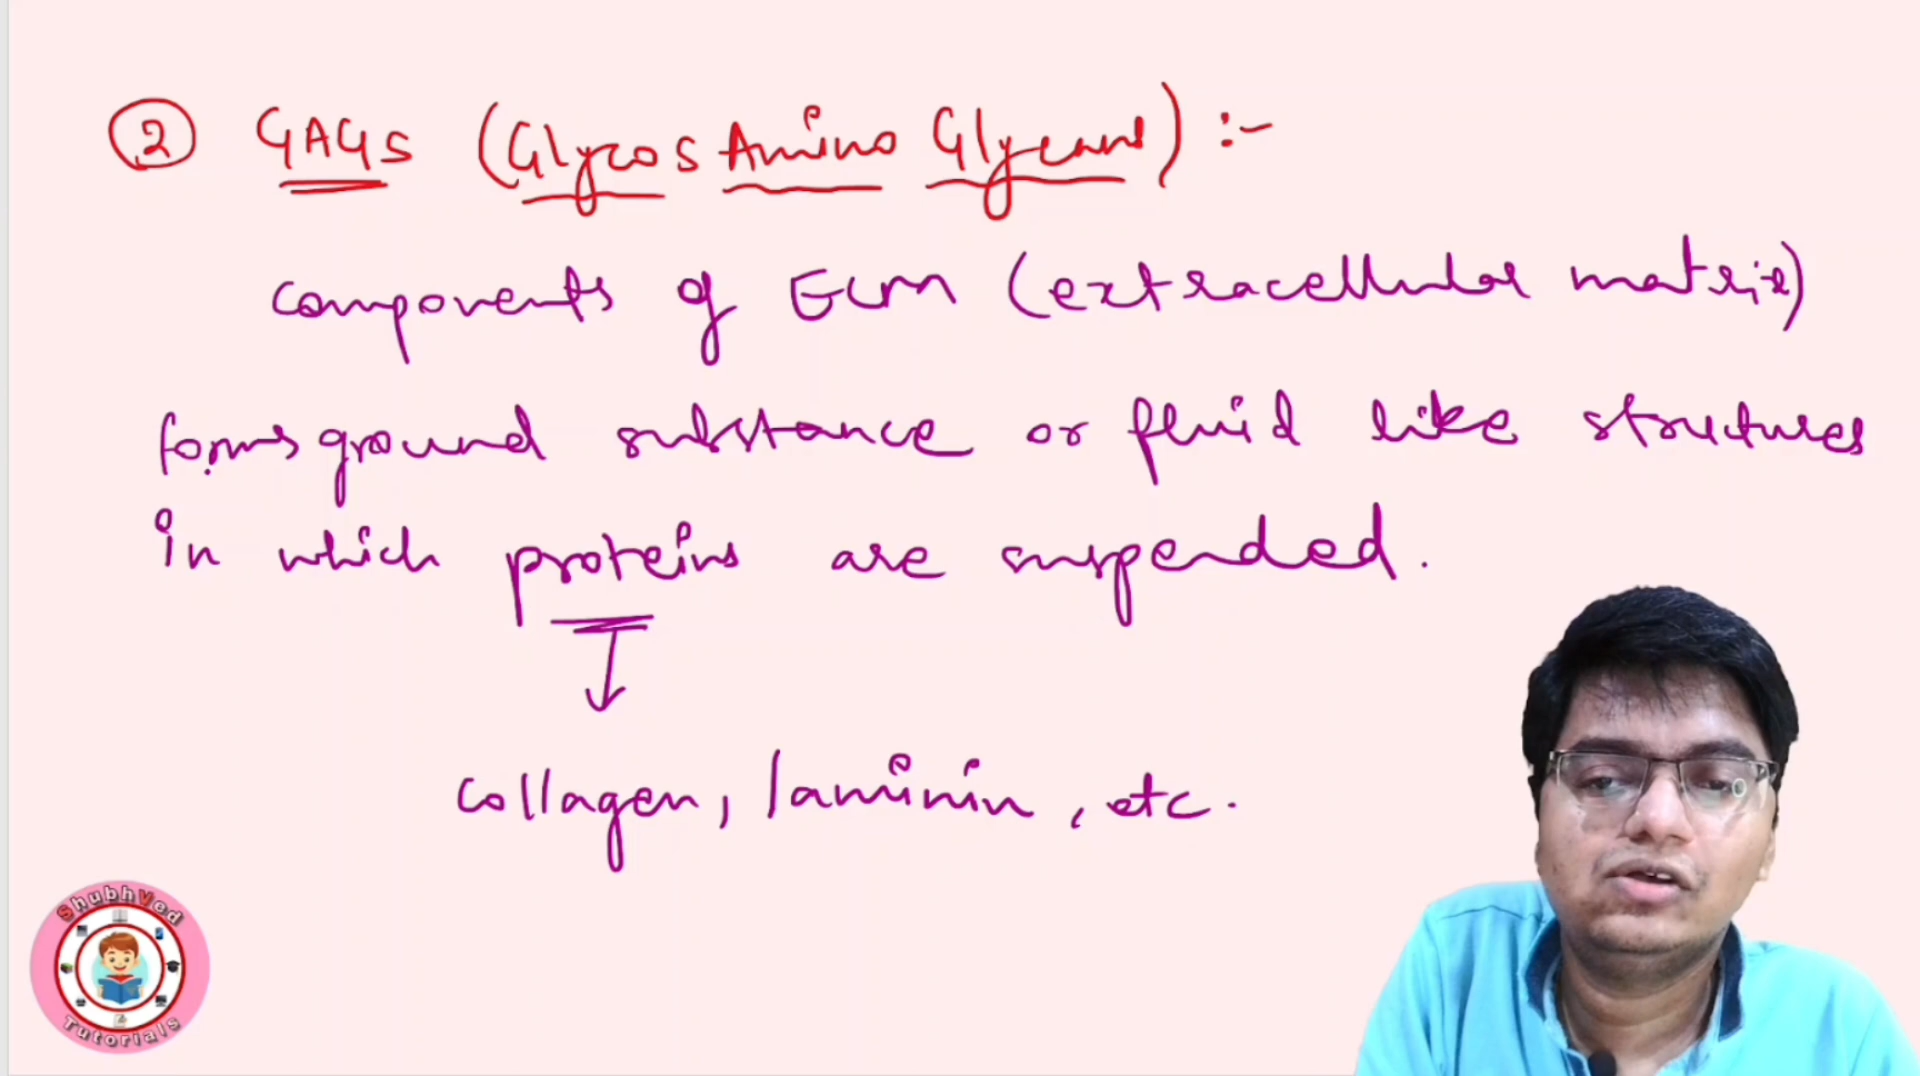 2 GAGs (Glycos Amino Glycans) :-
components of ECM (extracellular matrix)
forms ground substance or fluid like structures
in which proteins are suspended.
collagen, laminin, etc.
ShubhVed
Tutorials